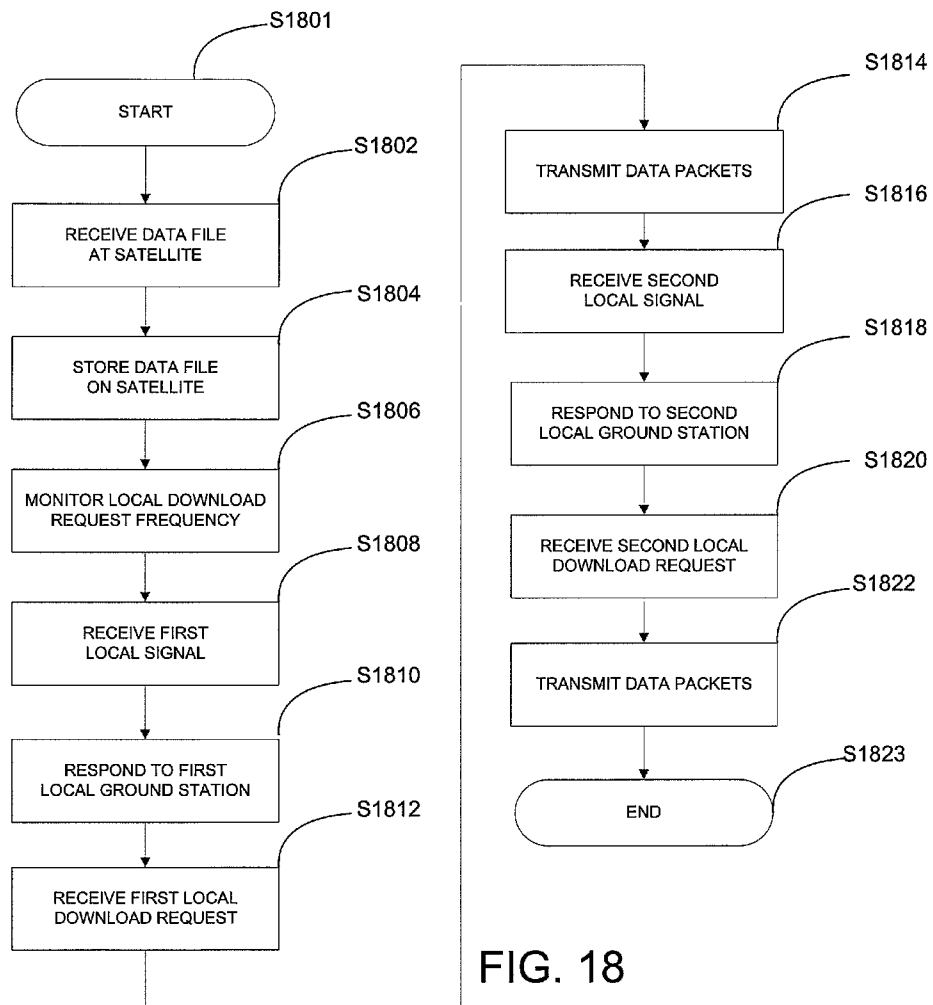 S1801
START
S1802
RECEIVE DATA FILE
AT SATELLITE
S1804
STORE DATA FILE
ON SATELLITE
S1806
MONITOR LOCAL DOWNLOAD
REQUEST FREQUENCY
S1808
RECEIVE FIRST
LOCAL SIGNAL
S1810
RESPOND TO FIRST
LOCAL GROUND STATION
S1812
RECEIVE FIRST LOCAL
DOWNLOAD REQUEST
S1814
TRANSMIT DATA PACKETS
S1816
RECEIVE SECOND
LOCAL SIGNAL
S1818
RESPOND TO SECOND
LOCAL GROUND STATION
S1820
RECEIVE SECOND LOCAL
DOWNLOAD REQUEST
S1822
TRANSMIT DATA PACKETS
S1823
END
FIG. 18